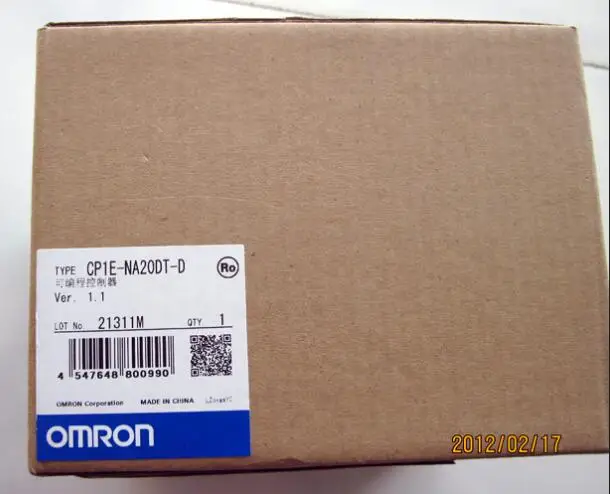 TYPE CP1E-NA20DT-D Ro
可编程控制器
Ver. 1.1
LOT No. 21311M QTY. 1
4 547648 800990
OMRON Corporation MADE IN CHINA
OMRON
2012/02/17